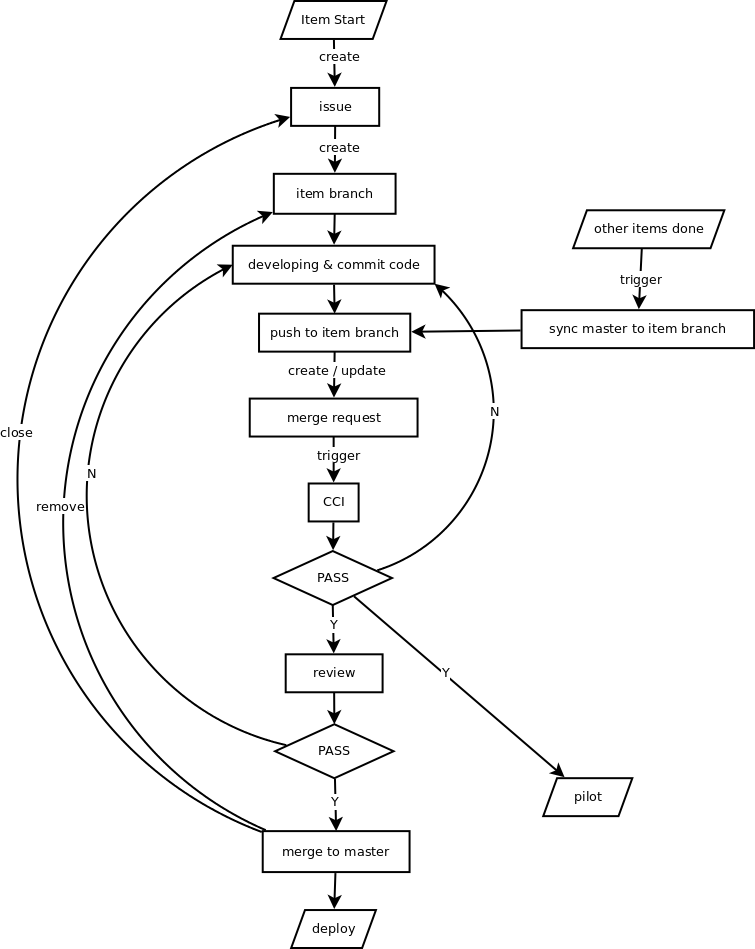 Item Start
create
issue
create
item branch
other items done
developing & commit code
trigger
sync master to item branch
push to item branch
create / update
merge request
N
close
trigger
N
CCI
remove
PASS
Y
review
Y
PASS
pilot
Y
merge to master
deploy